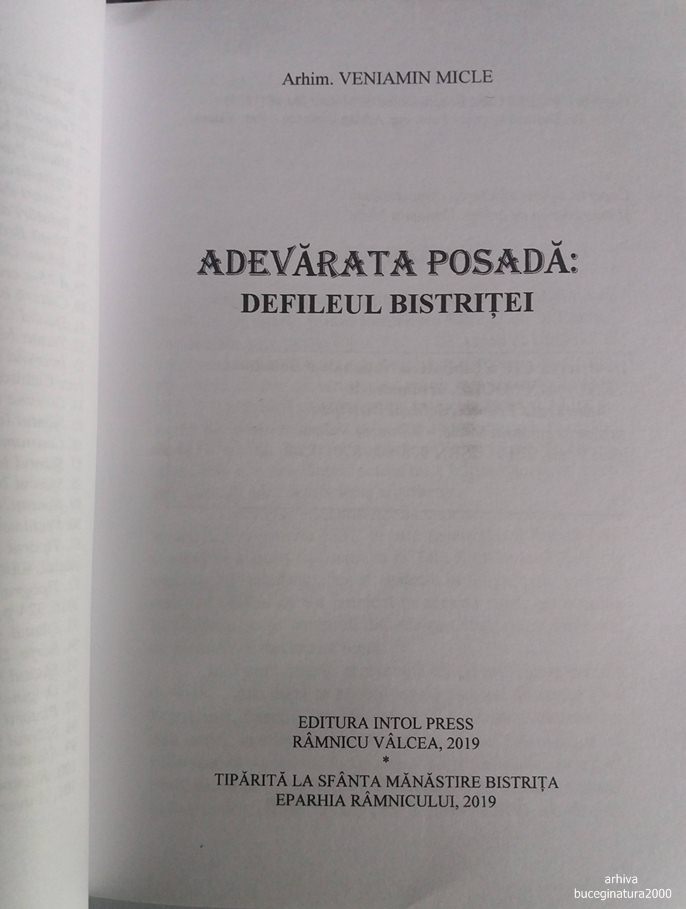 Arhim. VENIAMIN MICLE
ADEVĂRATA POSADĂ:
DEFILEUL BISTRIȚEI
EDITURA INTOL PRESS
RÂMNICU VÂLCEA, 2019
*
TIPĂRITĂ LA SFÂNTA MĂNĂSTIRE BISTRIȚA
EPARHIA RÂMNICULUI, 2019
arhiva
buceginatura2000